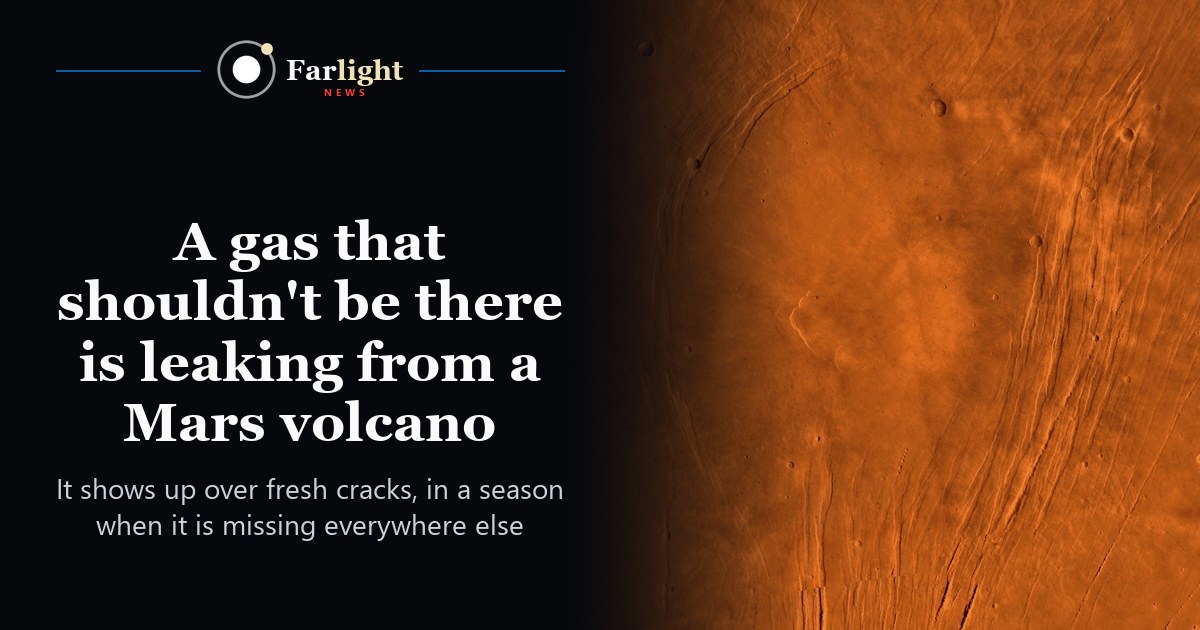 Farlight
NEWS
A gas that
shouldn't be there
is leaking from a
Mars volcano
It shows up over fresh cracks, in a season
when it is missing everywhere else